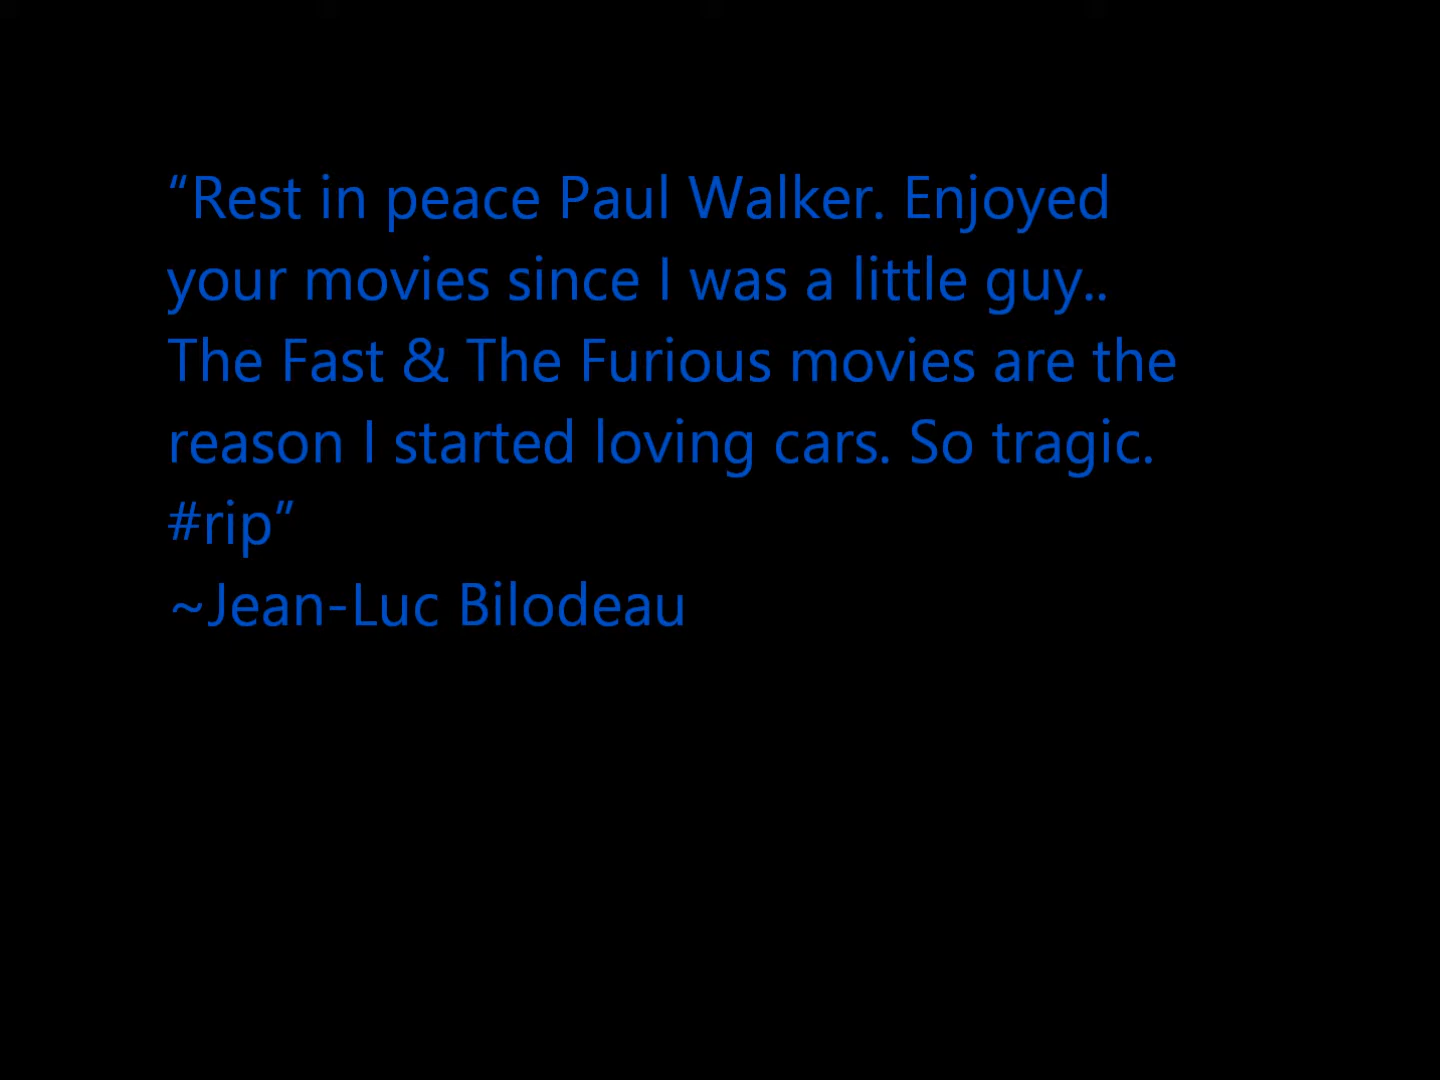 “Rest in peace Paul Walker. Enjoyed
your movies since I was a little guy..
The Fast & The Furious movies are the
reason I started loving cars. So tragic.
#rip”
~Jean-Luc Bilodeau